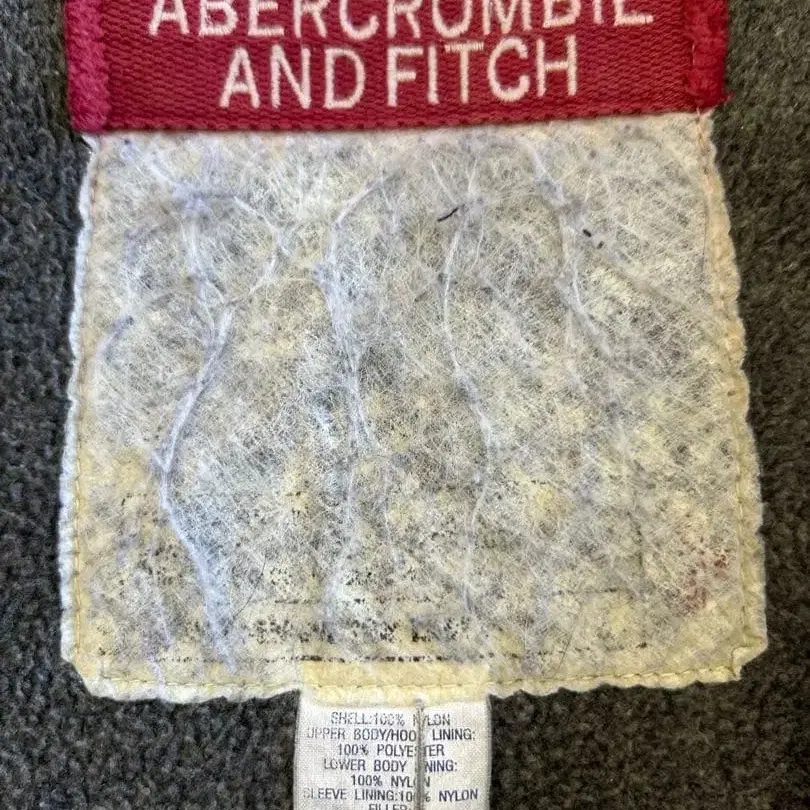 ABERCROMBIE
AND FITCH
SHELL:100% NYLON
UPPER BODY/HOOD LINING:
100% POLYESTER
LOWER BODY LINING:
100% NYLON
SLEEVE LINING:100% NYLON
FILLER